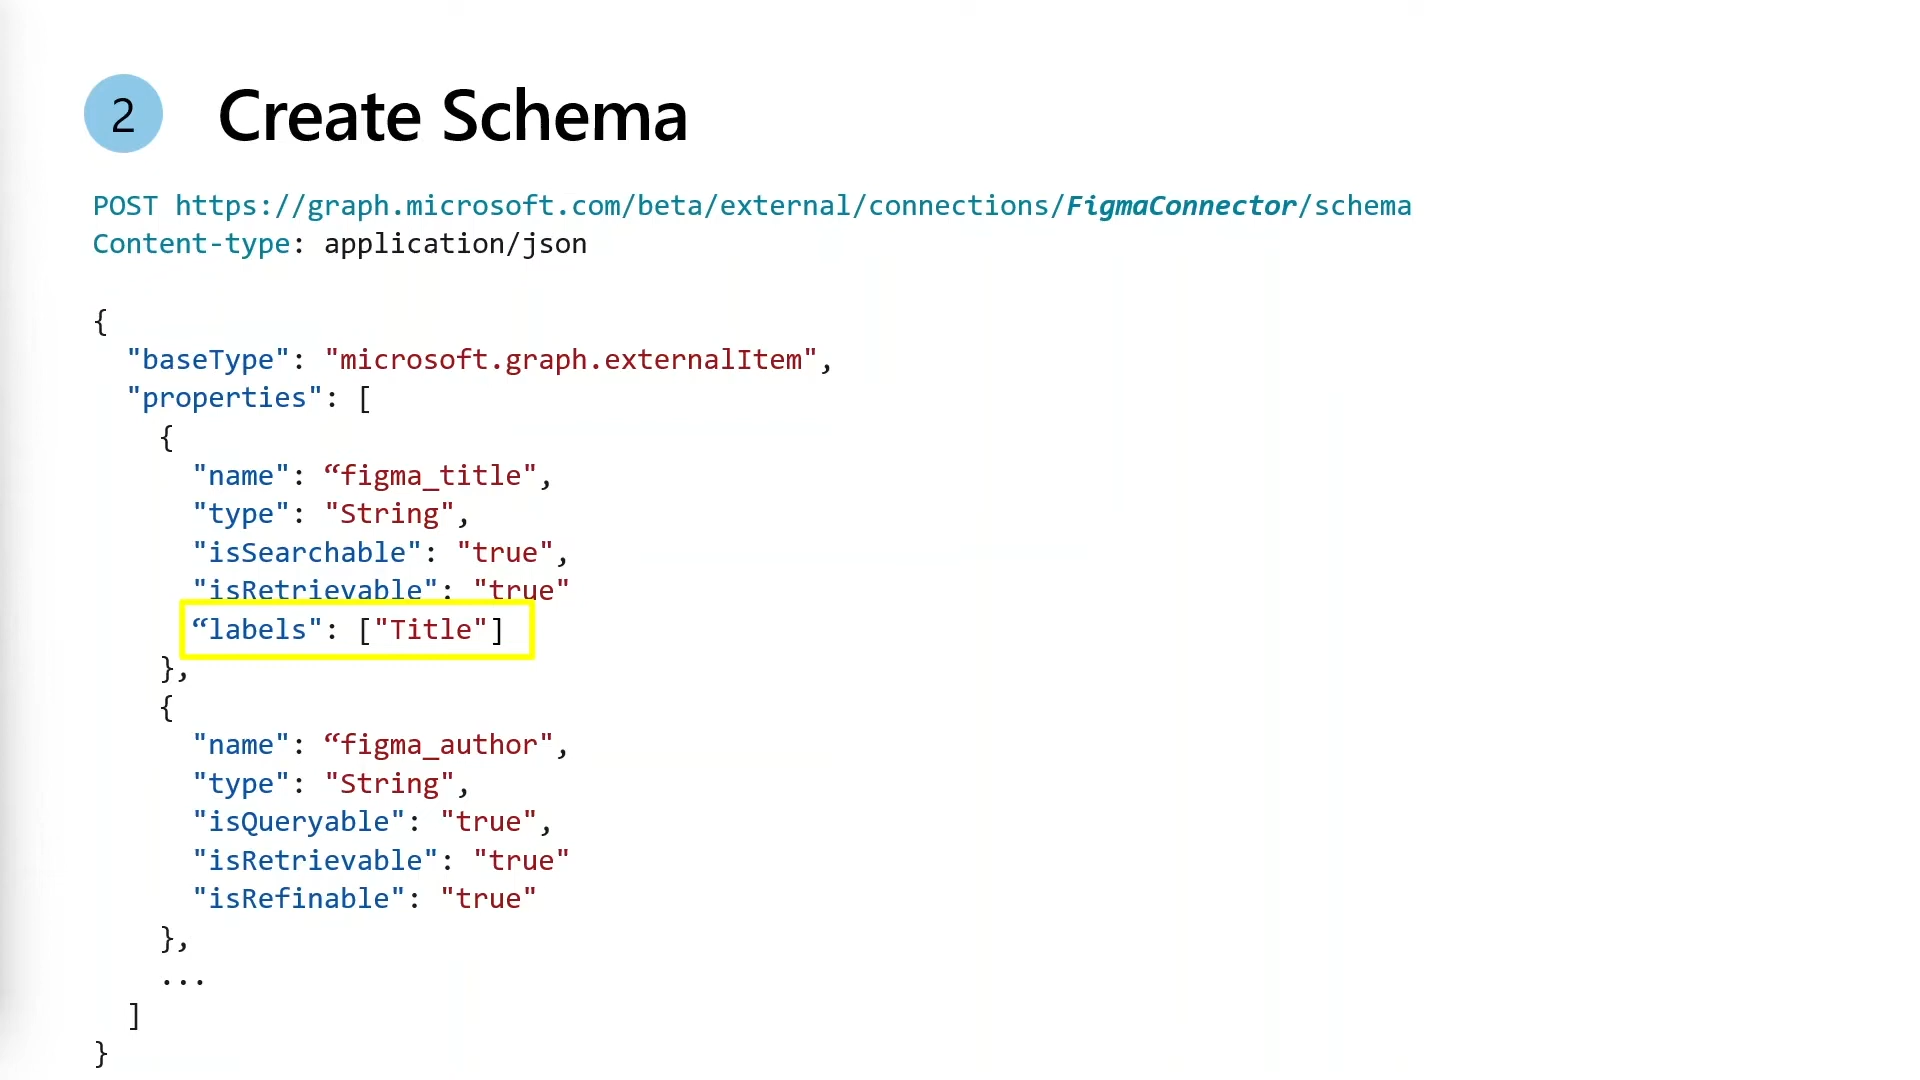 2 Create Schema
POST https://graph.microsoft.com/beta/external/connections/FigmaConnector/schema
Content-type: application/json
{
"baseType": "microsoft.graph.externalItem",
"properties": [
{
"name": “figma_title",
"type": "String",
"isSearchable": "true",
"isRetrievable": "true"
“labels": ["Title"]
},
{
"name": “figma_author",
"type": "String",
"isQueryable": "true",
"isRetrievable": "true"
"isRefinable": "true"
},
...
]
}